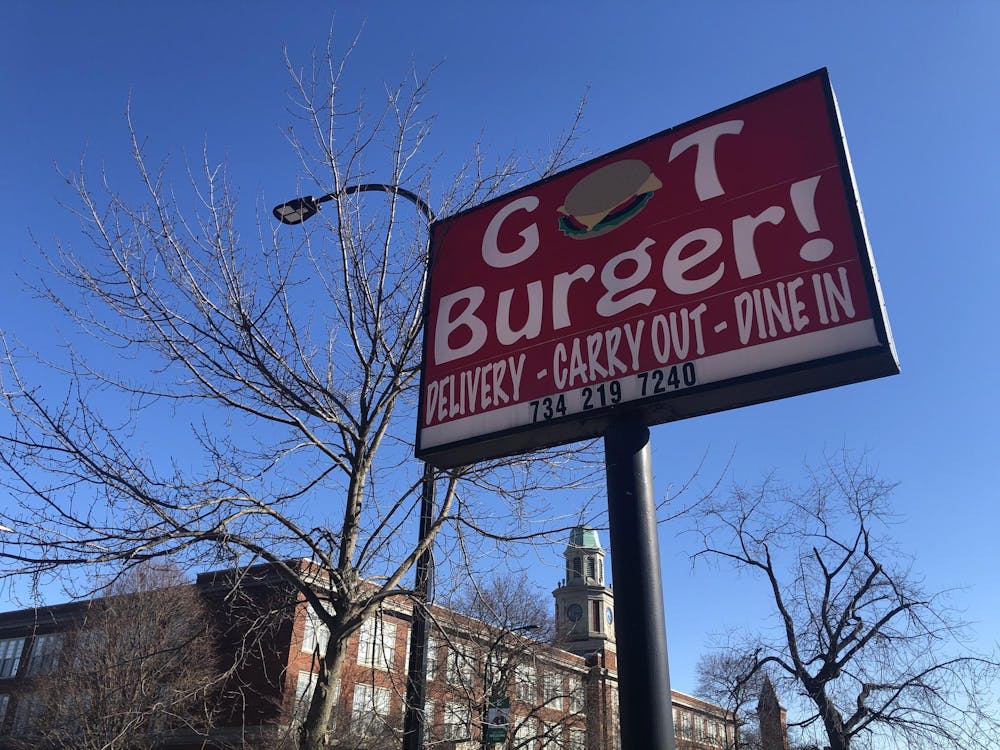 G T
Burger!
DELIVERY - CARRY OUT - DINE IN
734 219 7240